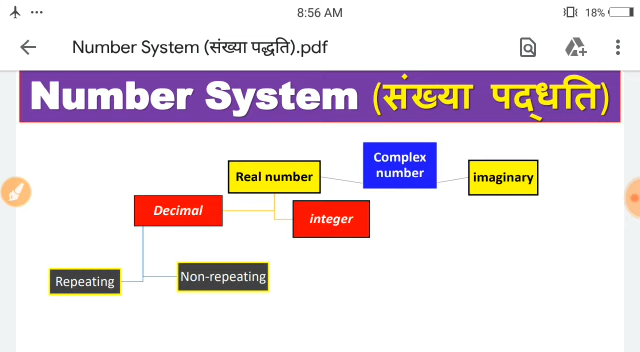 8:56 AM
18%
Number System (संख्या पद्धति).pdf
Number System (संख्या पद्धति)
Complex
number
Real number
imaginary
Decimal
integer
Repeating
Non-repeating